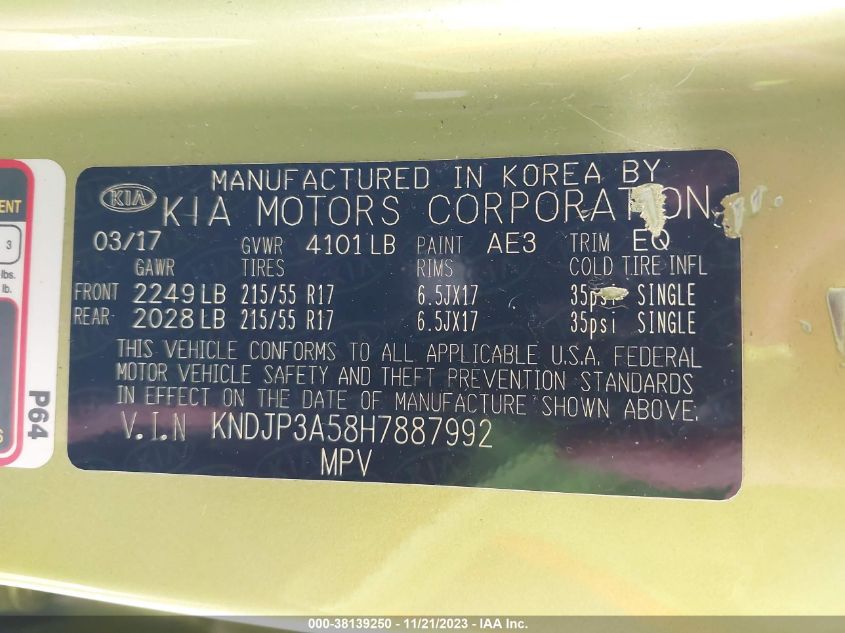 KIA
MANUFACTURED IN KOREA BY
KIA MOTORS CORPORATION
03/17 GVWR 4101 LB PAINT AE3 TRIM EQ
GAWR TIRES RIMS COLD TIRE INFL
FRONT 2249 LB 215/55 R17 6.5JX17 35psi SINGLE
REAR 2028 LB 215/55 R17 6.5JX17 35psi SINGLE
THIS VEHICLE CONFORMS TO ALL APPLICABLE U.S.A. FEDERAL
MOTOR VEHICLE SAFETY AND THEFT PREVENTION STANDARDS
IN EFFECT ON THE DATE OF MANUFACTURE SHOWN ABOVE:
V.I.N KNDJP3A58H7887992
MPV
3
lbs.
lb.
P64
000-38139250 - 11/21/2023 - IAA Inc.